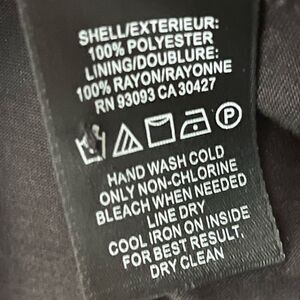 SHELL/EXTERIEUR:
100% POLYESTER
LINING/DOUBLURE:
100% RAYON/RAYONNE
RN 93093 CA 30427
P
HAND WASH COLD
ONLY NON-CHLORINE
BLEACH WHEN NEEDED
LINE DRY
COOL IRON ON INSIDE
FOR BEST RESULT.
DRY CLEAN